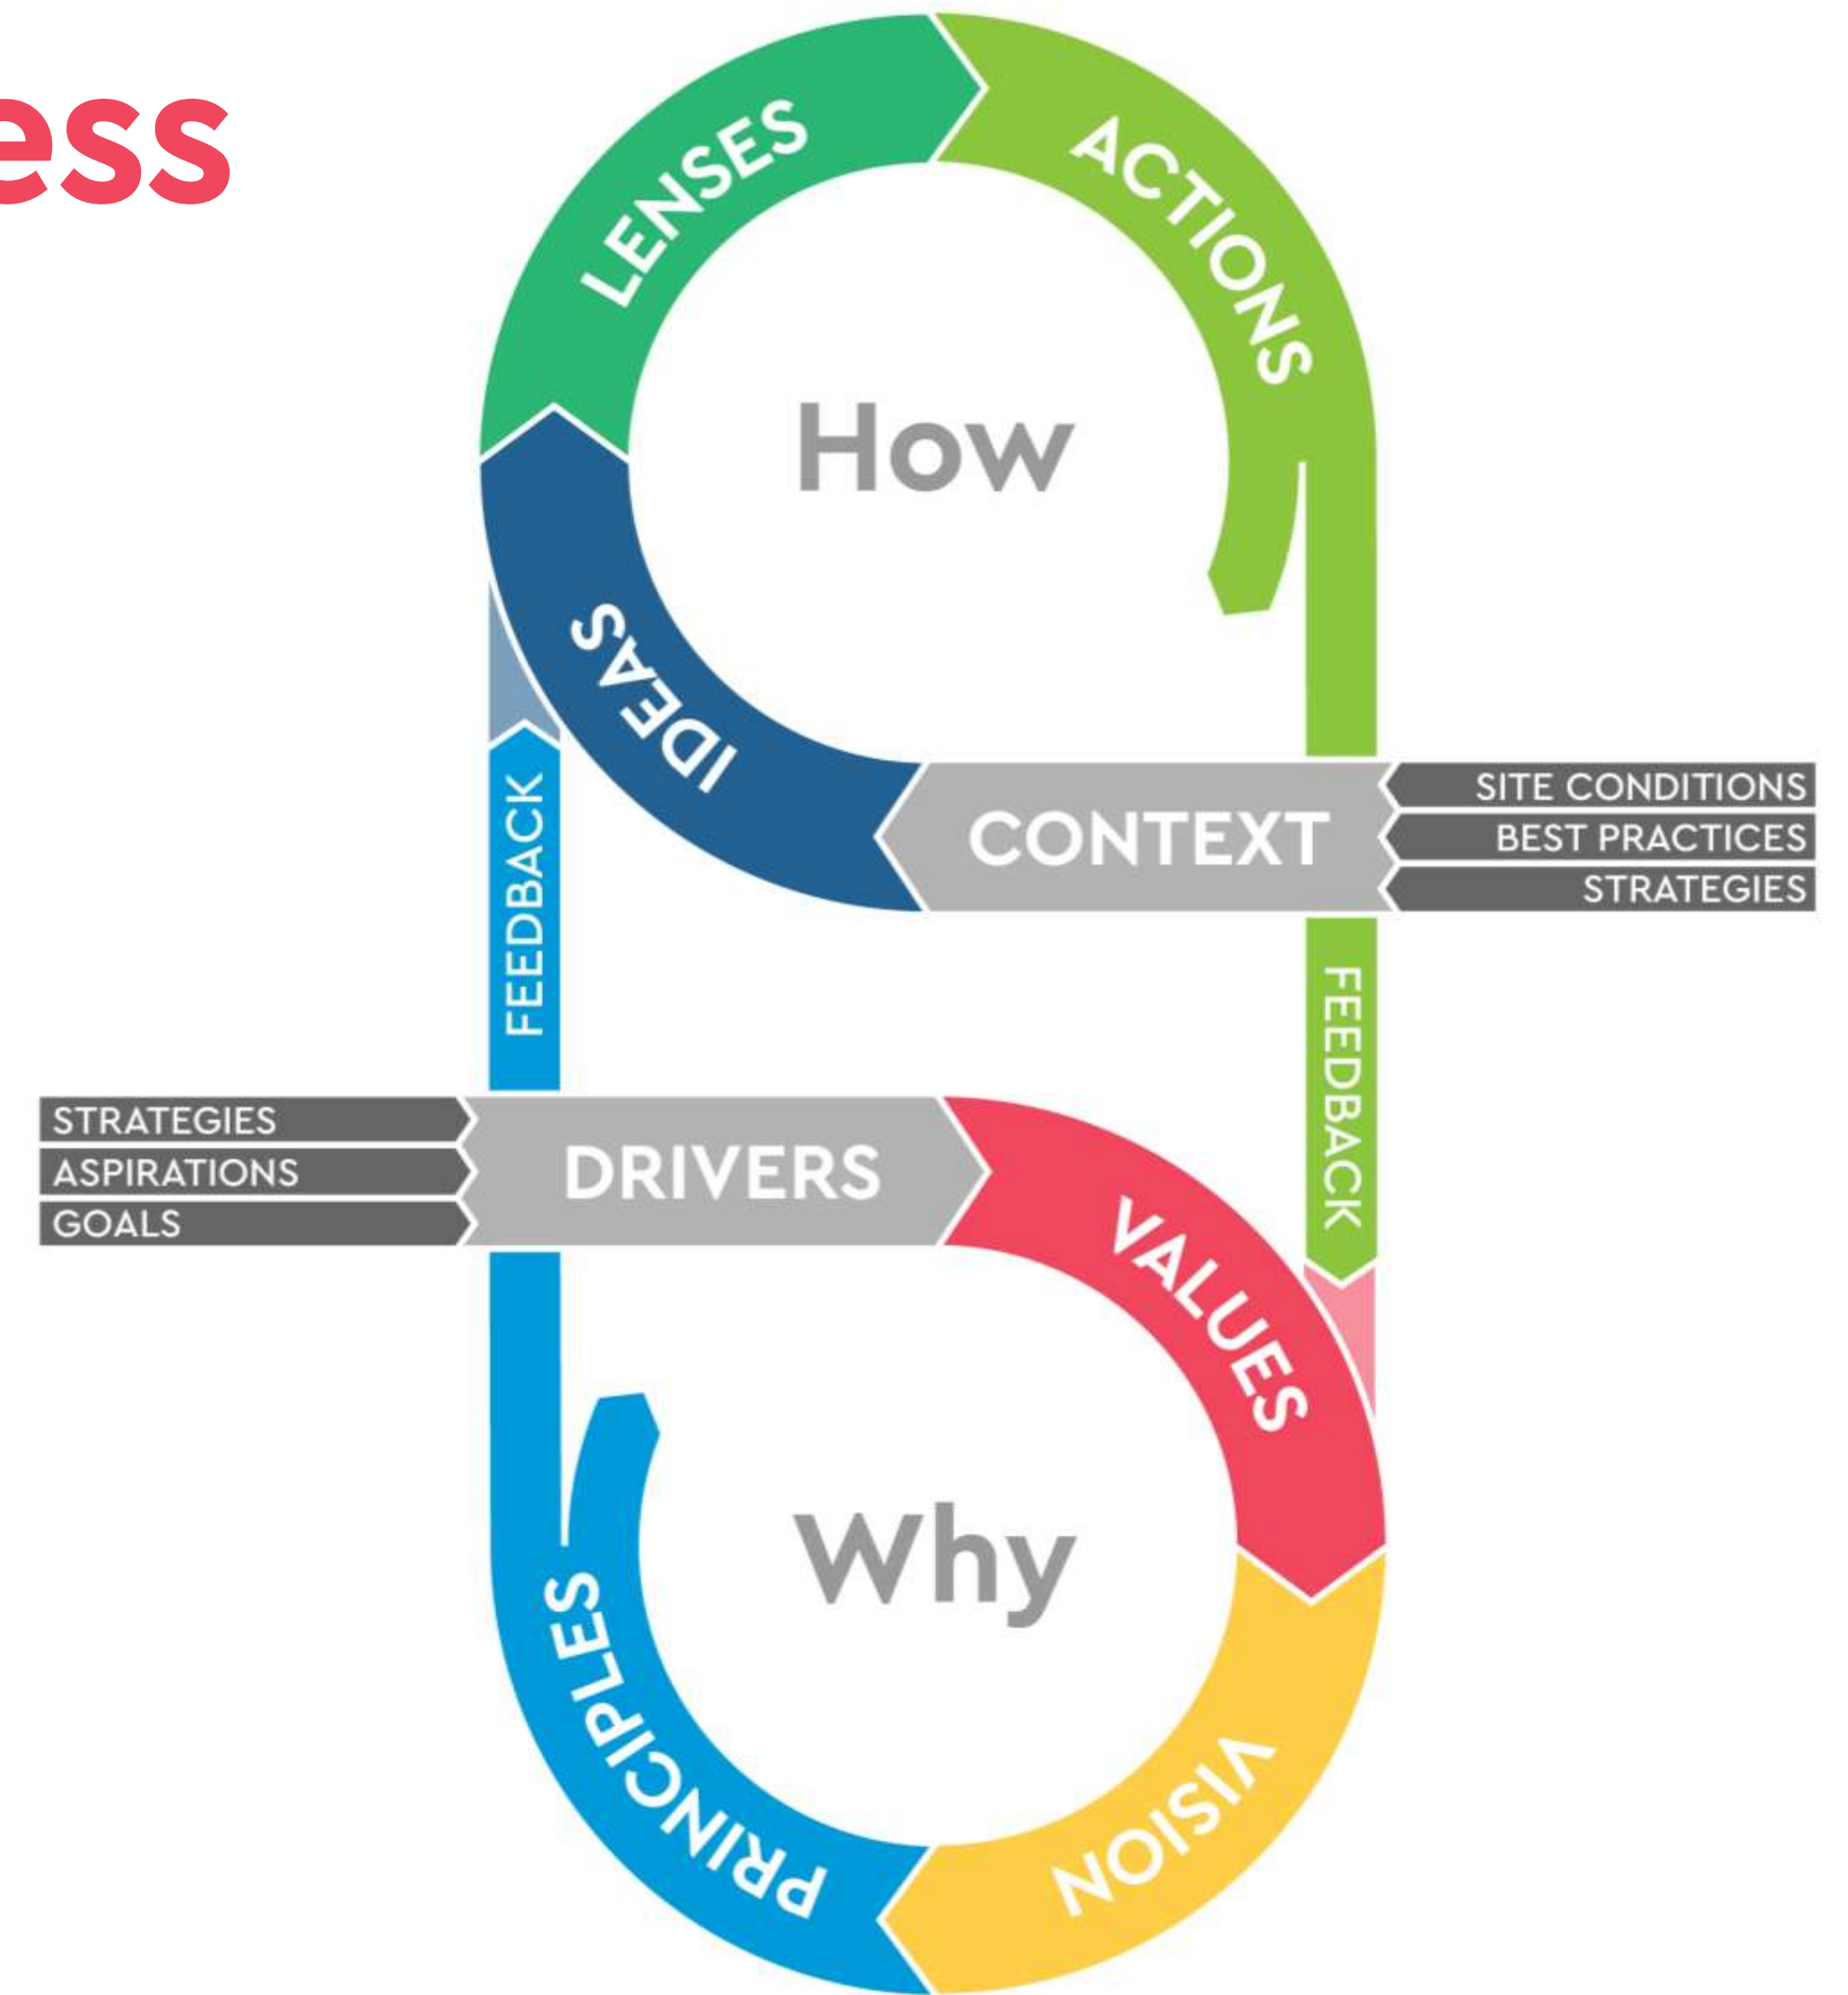 ess
LENSES
ACTIONS
How
IDEAS
CONTEXT
SITE CONDITIONS
BEST PRACTICES
STRATEGIES
FEEDBACK
FEEDBACK
STRATEGIES
ASPIRATIONS
GOALS
DRIVERS
VALUES
Why
PRINCIPLES
VISION